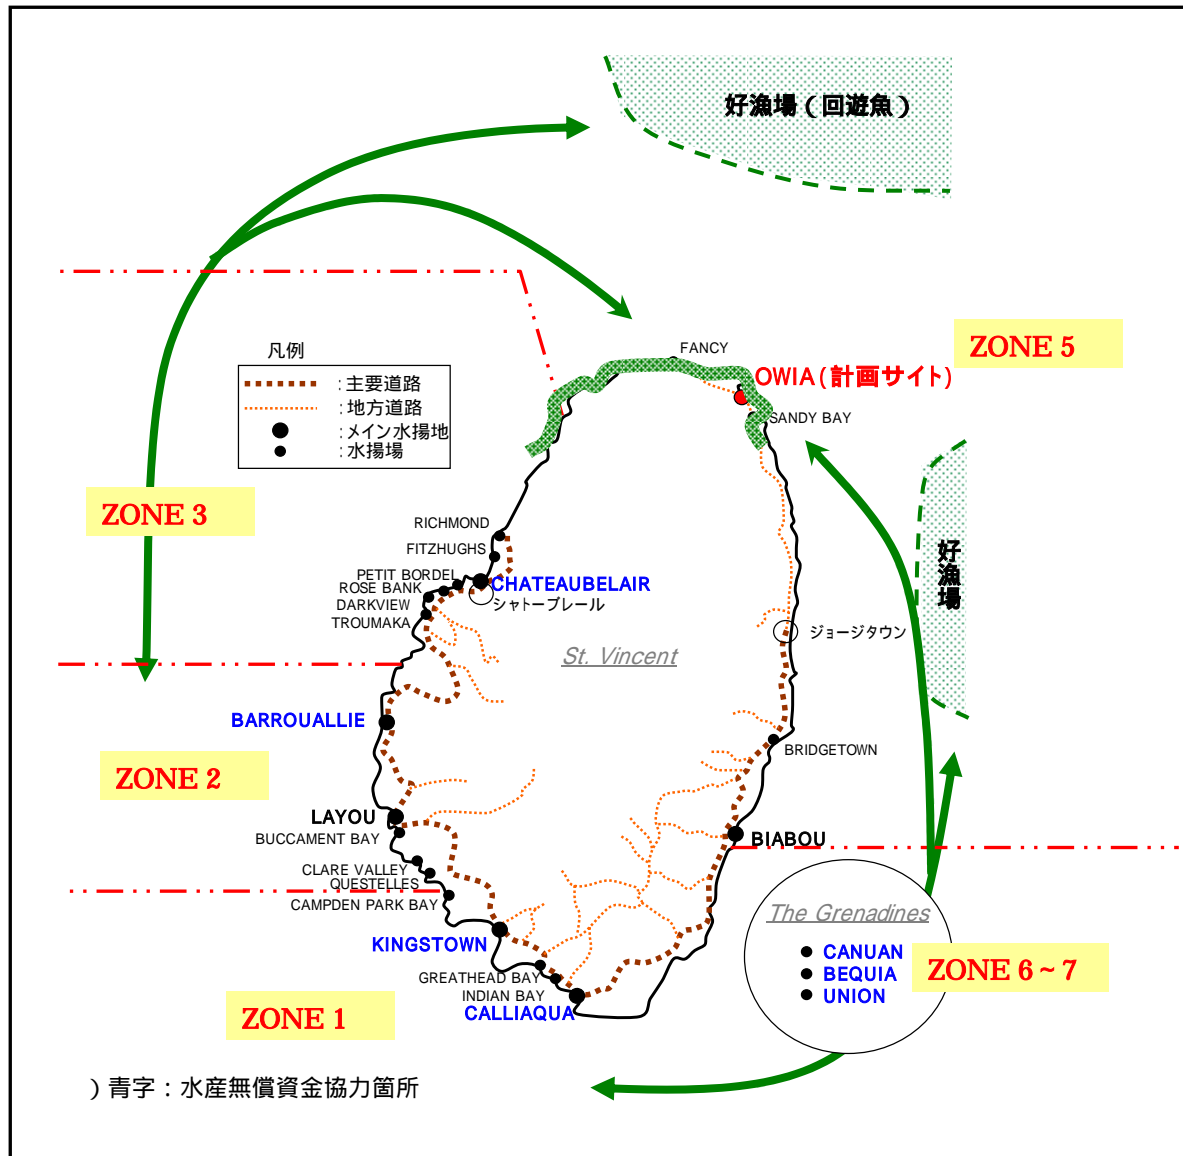 好漁場（回遊魚）
ZONE 5
FANCY
OWIA(計画サイト)
SANDY BAY
凡例
:主要道路
:地方道路
:メイン水揚地
:水揚場
ZONE 3
好漁場
RICHMOND
FITZHUGHS
PETIT BORDEL
CHATEAUBELAIR
ROSE BANK
シャトーブレール
DARKVIEW
TROUMAKA
ジョージタウン
St. Vincent
BARROUALLIE
BRIDGETOWN
ZONE 2
LAYOU
BUCCAMENT BAY
BIABOU
CLARE VALLEY
QUESTELLES
CAMPDEN PARK BAY
The Grenadines
KINGSTOWN
CANUAN
BEQUIA
UNION
ZONE 6~7
GREATHEAD BAY
INDIAN BAY
CALLIAQUA
ZONE 1
）青字：水産無償資金協力箇所